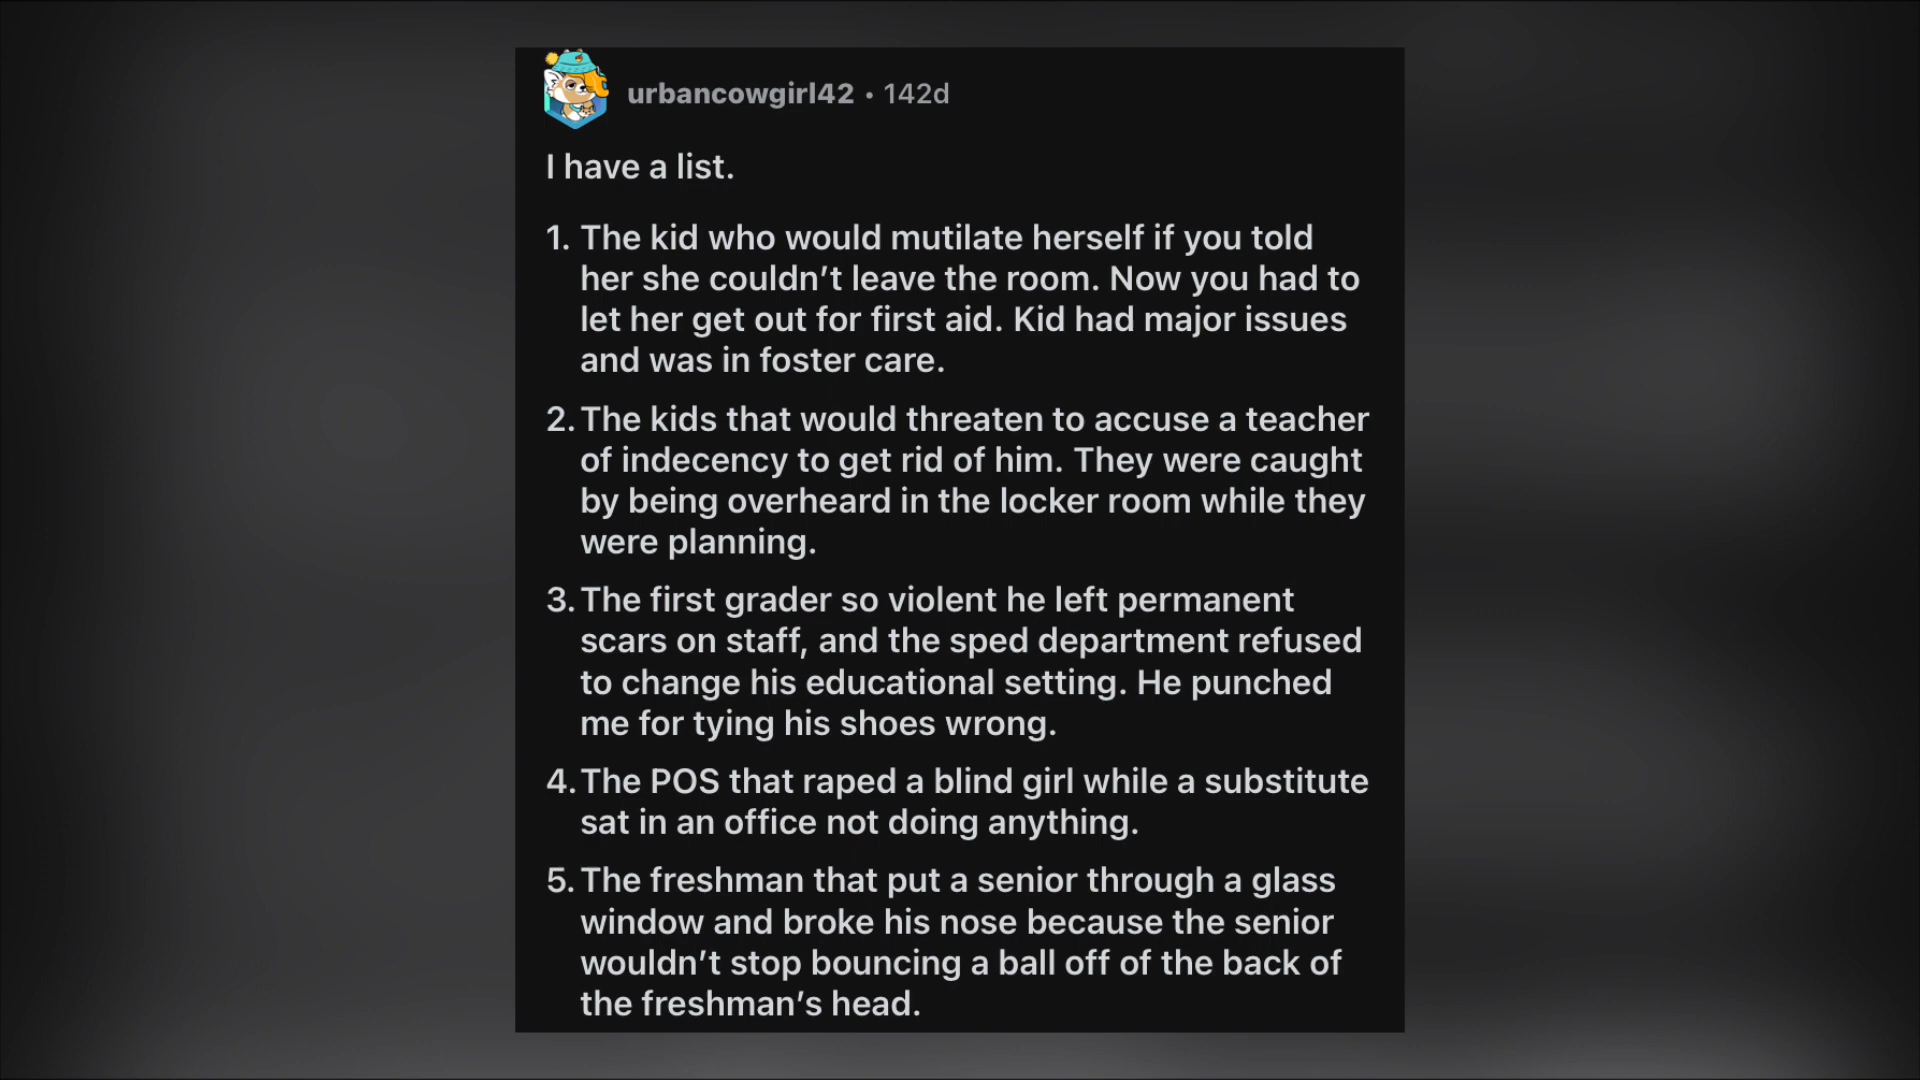 urbancowgirl42 • 142d
I have a list.
1. The kid who would mutilate herself if you told
her she couldn’t leave the room. Now you had to
let her get out for first aid. Kid had major issues
and was in foster care.
2. The kids that would threaten to accuse a teacher
of indecency to get rid of him. They were caught
by being overheard in the locker room while they
were planning.
3. The first grader so violent he left permanent
scars on staff, and the sped department refused
to change his educational setting. He punched
me for tying his shoes wrong.
4. The POS that raped a blind girl while a substitute
sat in an office not doing anything.
5. The freshman that put a senior through a glass
window and broke his nose because the senior
wouldn’t stop bouncing a ball off of the back of
the freshman’s head.